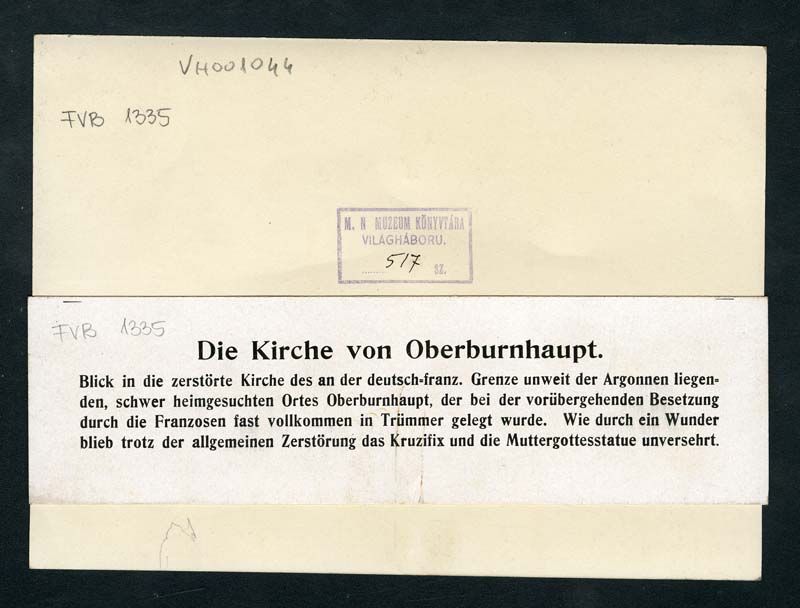 VH001044
FVB 1335
M. N MUZEUM KÖNYVTÁRA
VILÁGHÁBORU.
517 SZ.
FVB 1335
Die Kirche von Oberburnhaupt.
Blick in die zerstörte Kirche des an der deutsch-franz. Grenze unweit der Argonnen liegen-
den, schwer heimgesuchten Ortes Oberburnhaupt, der bei der vorübergehenden Besetzung
durch die Franzosen fast vollkommen in Trümmer gelegt wurde. Wie durch ein Wunder
blieb trotz der allgemeinen Zerstörung das Kruzifix und die Muttergottesstatue unversehrt.